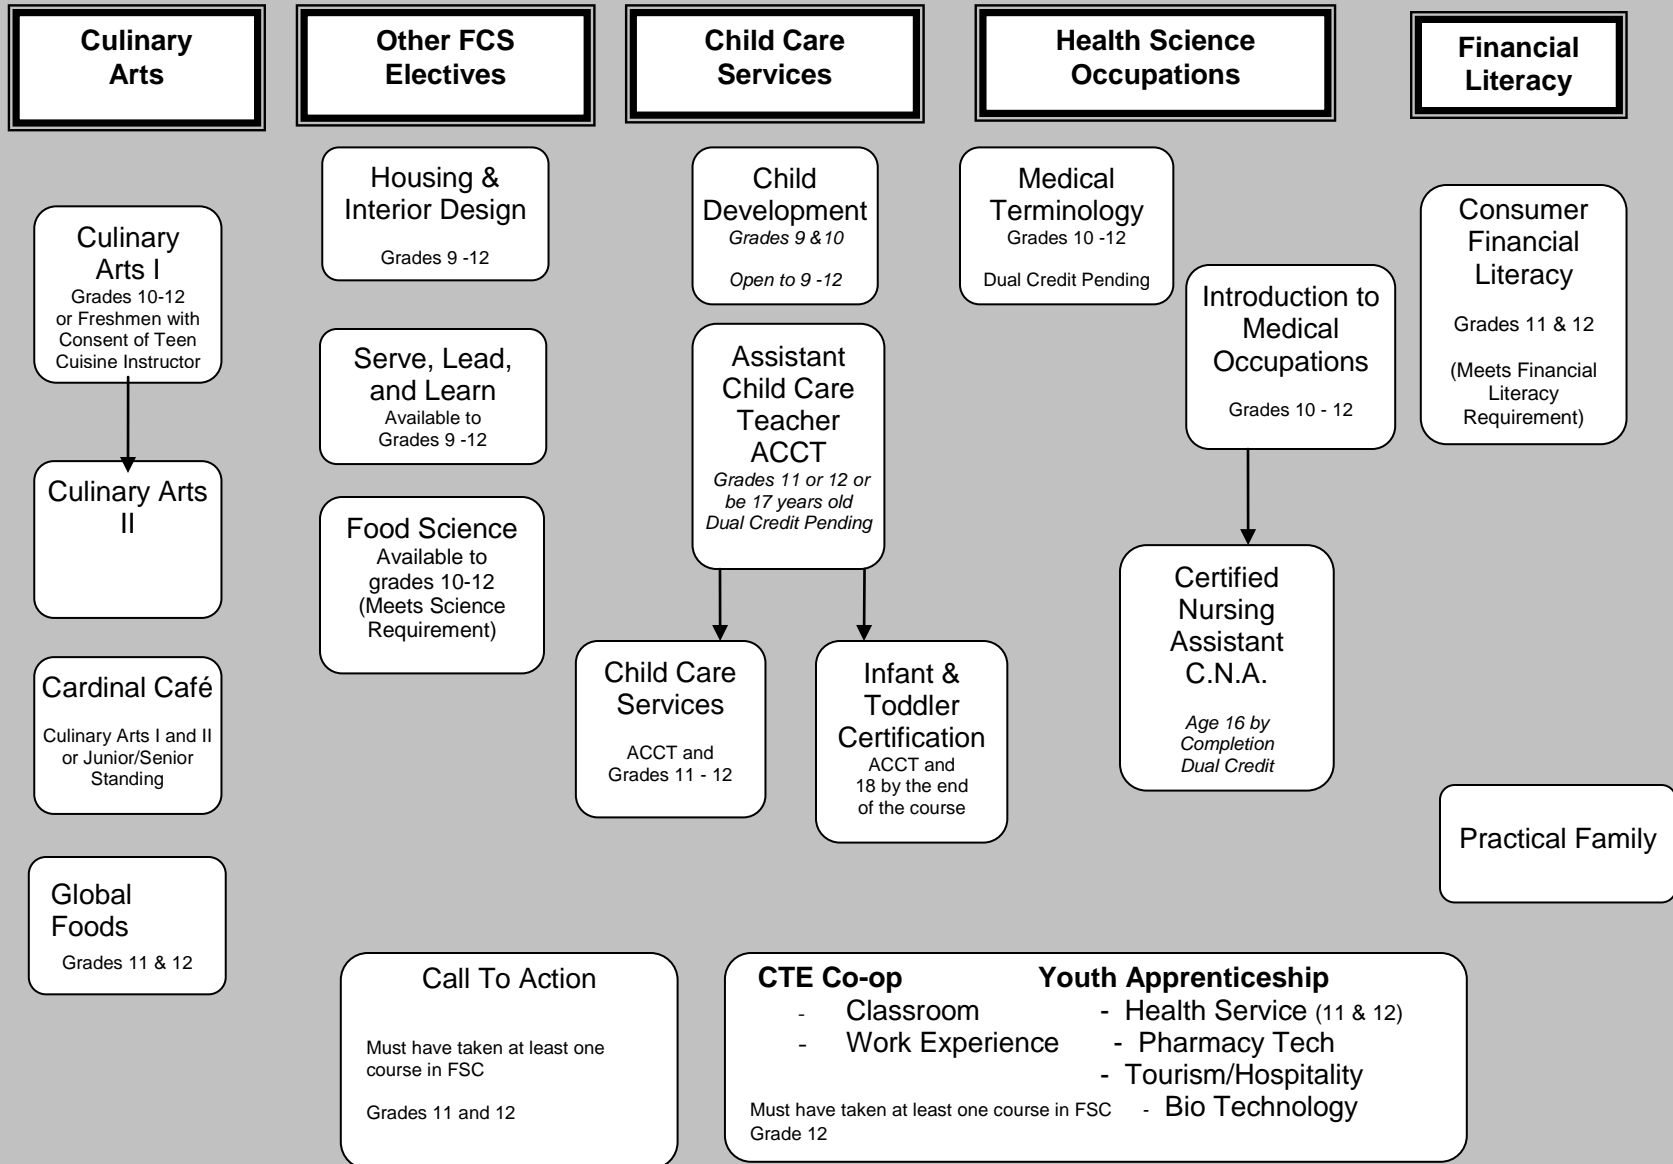 Culinary
Arts
Other FCS
Electives
Child Care
Services
Health Science
Occupations
Financial
Literacy
Culinary
Arts I
Grades 10-12
or Freshmen with
Consent of Teen
Cuisine Instructor
Culinary Arts
II
Cardinal Café
Culinary Arts I and II
or Junior/Senior
Standing
Global
Foods
Grades 11 & 12
Housing &
Interior Design
Grades 9 -12
Serve, Lead,
and Learn
Available to
Grades 9 -12
Food Science
Available to
grades 10-12
(Meets Science
Requirement)
Child
Development
Grades 9 &10
Open to 9 -12
Assistant
Child Care
Teacher
ACCT
Grades 11 or 12 or
be 17 years old
Dual Credit Pending
Child Care
Services
ACCT and
Grades 11 - 12
Infant &
Toddler
Certification
ACCT and
18 by the end
of the course
Medical
Terminology
Grades 10 -12
Dual Credit Pending
Introduction to
Medical
Occupations
Grades 10 - 12
Certified
Nursing
Assistant
C.N.A.
Age 16 by
Completion
Dual Credit
Consumer
Financial
Literacy
Grades 11 & 12
(Meets Financial
Literacy
Requirement)
Practical Family
Call To Action
Must have taken at least one
course in FSC
Grades 11 and 12
CTE Co-op
- Classroom
- Work Experience
Must have taken at least one course in FSC
Grade 12
Youth Apprenticeship
- Health Service (11 & 12)
- Pharmacy Tech
- Tourism/Hospitality
- Bio Technology